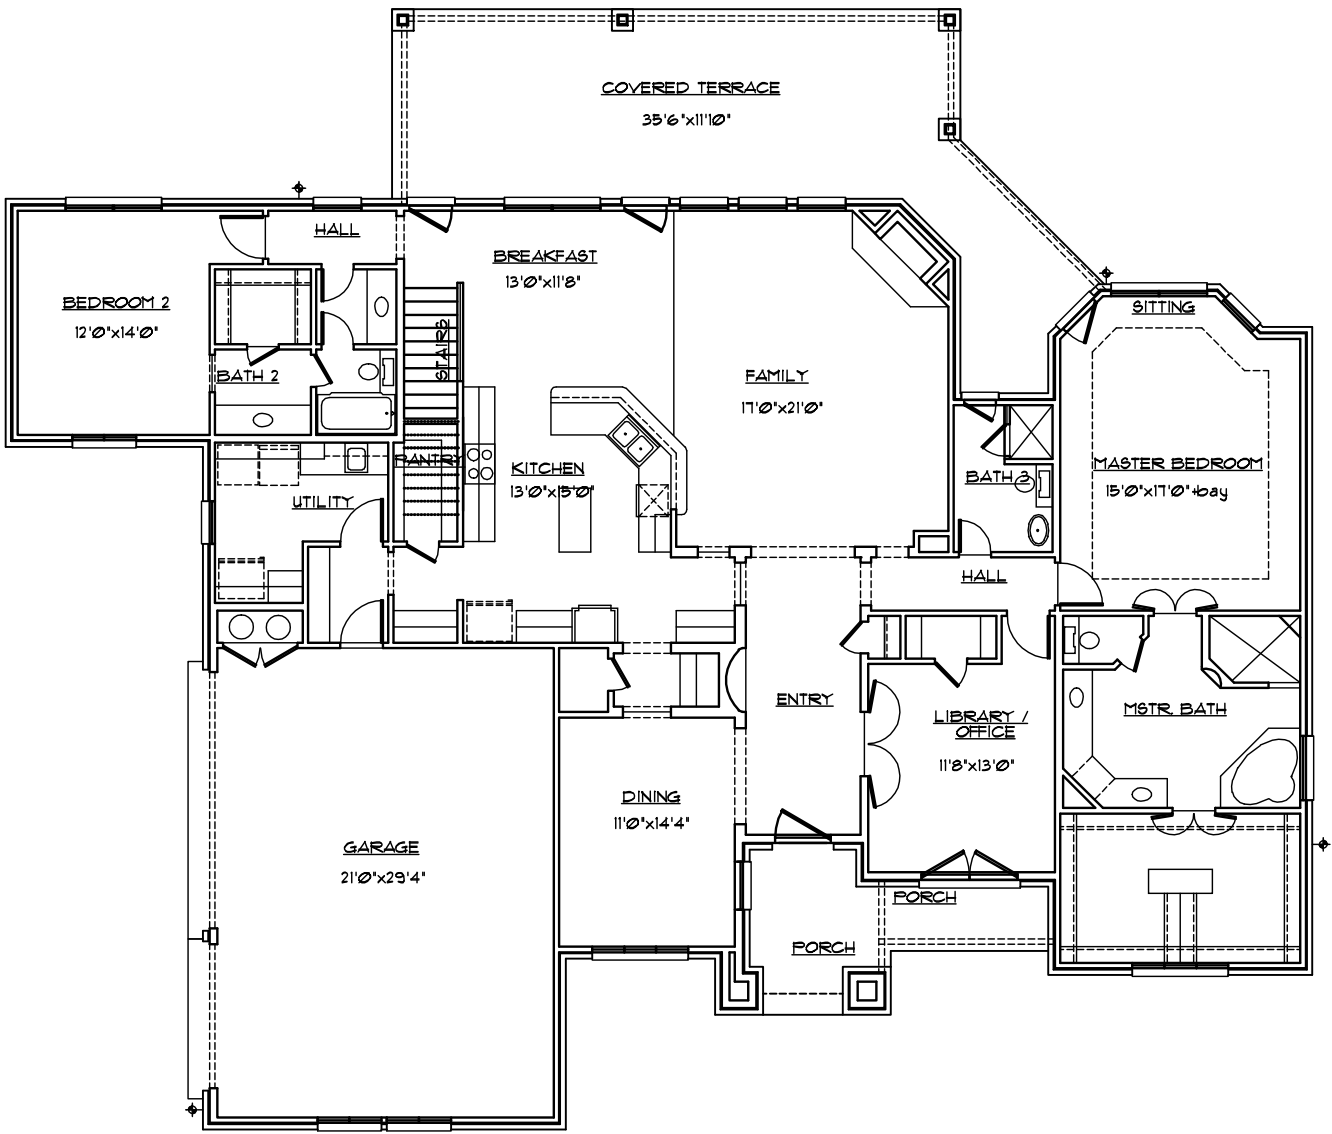 COVERED TERRACE
35'6"x11'10"
HALL
BREAKFAST
13'0"x11'8"
BEDROOM 2
12'0"x14'0"
SITTING
STAIRS
BATH 2
FAMILY
17'0"x21'0"
PANTRY
KITCHEN
13'0"x15'0"
MASTER BEDROOM
15'0"x17'0"+bay
BATH 3
UTILITY
HALL
ENTRY
LIBRARY /
OFFICE
11'8"x13'0"
MSTR. BATH
DINING
11'0"x14'4"
GARAGE
21'0"x29'4"
PORCH
PORCH